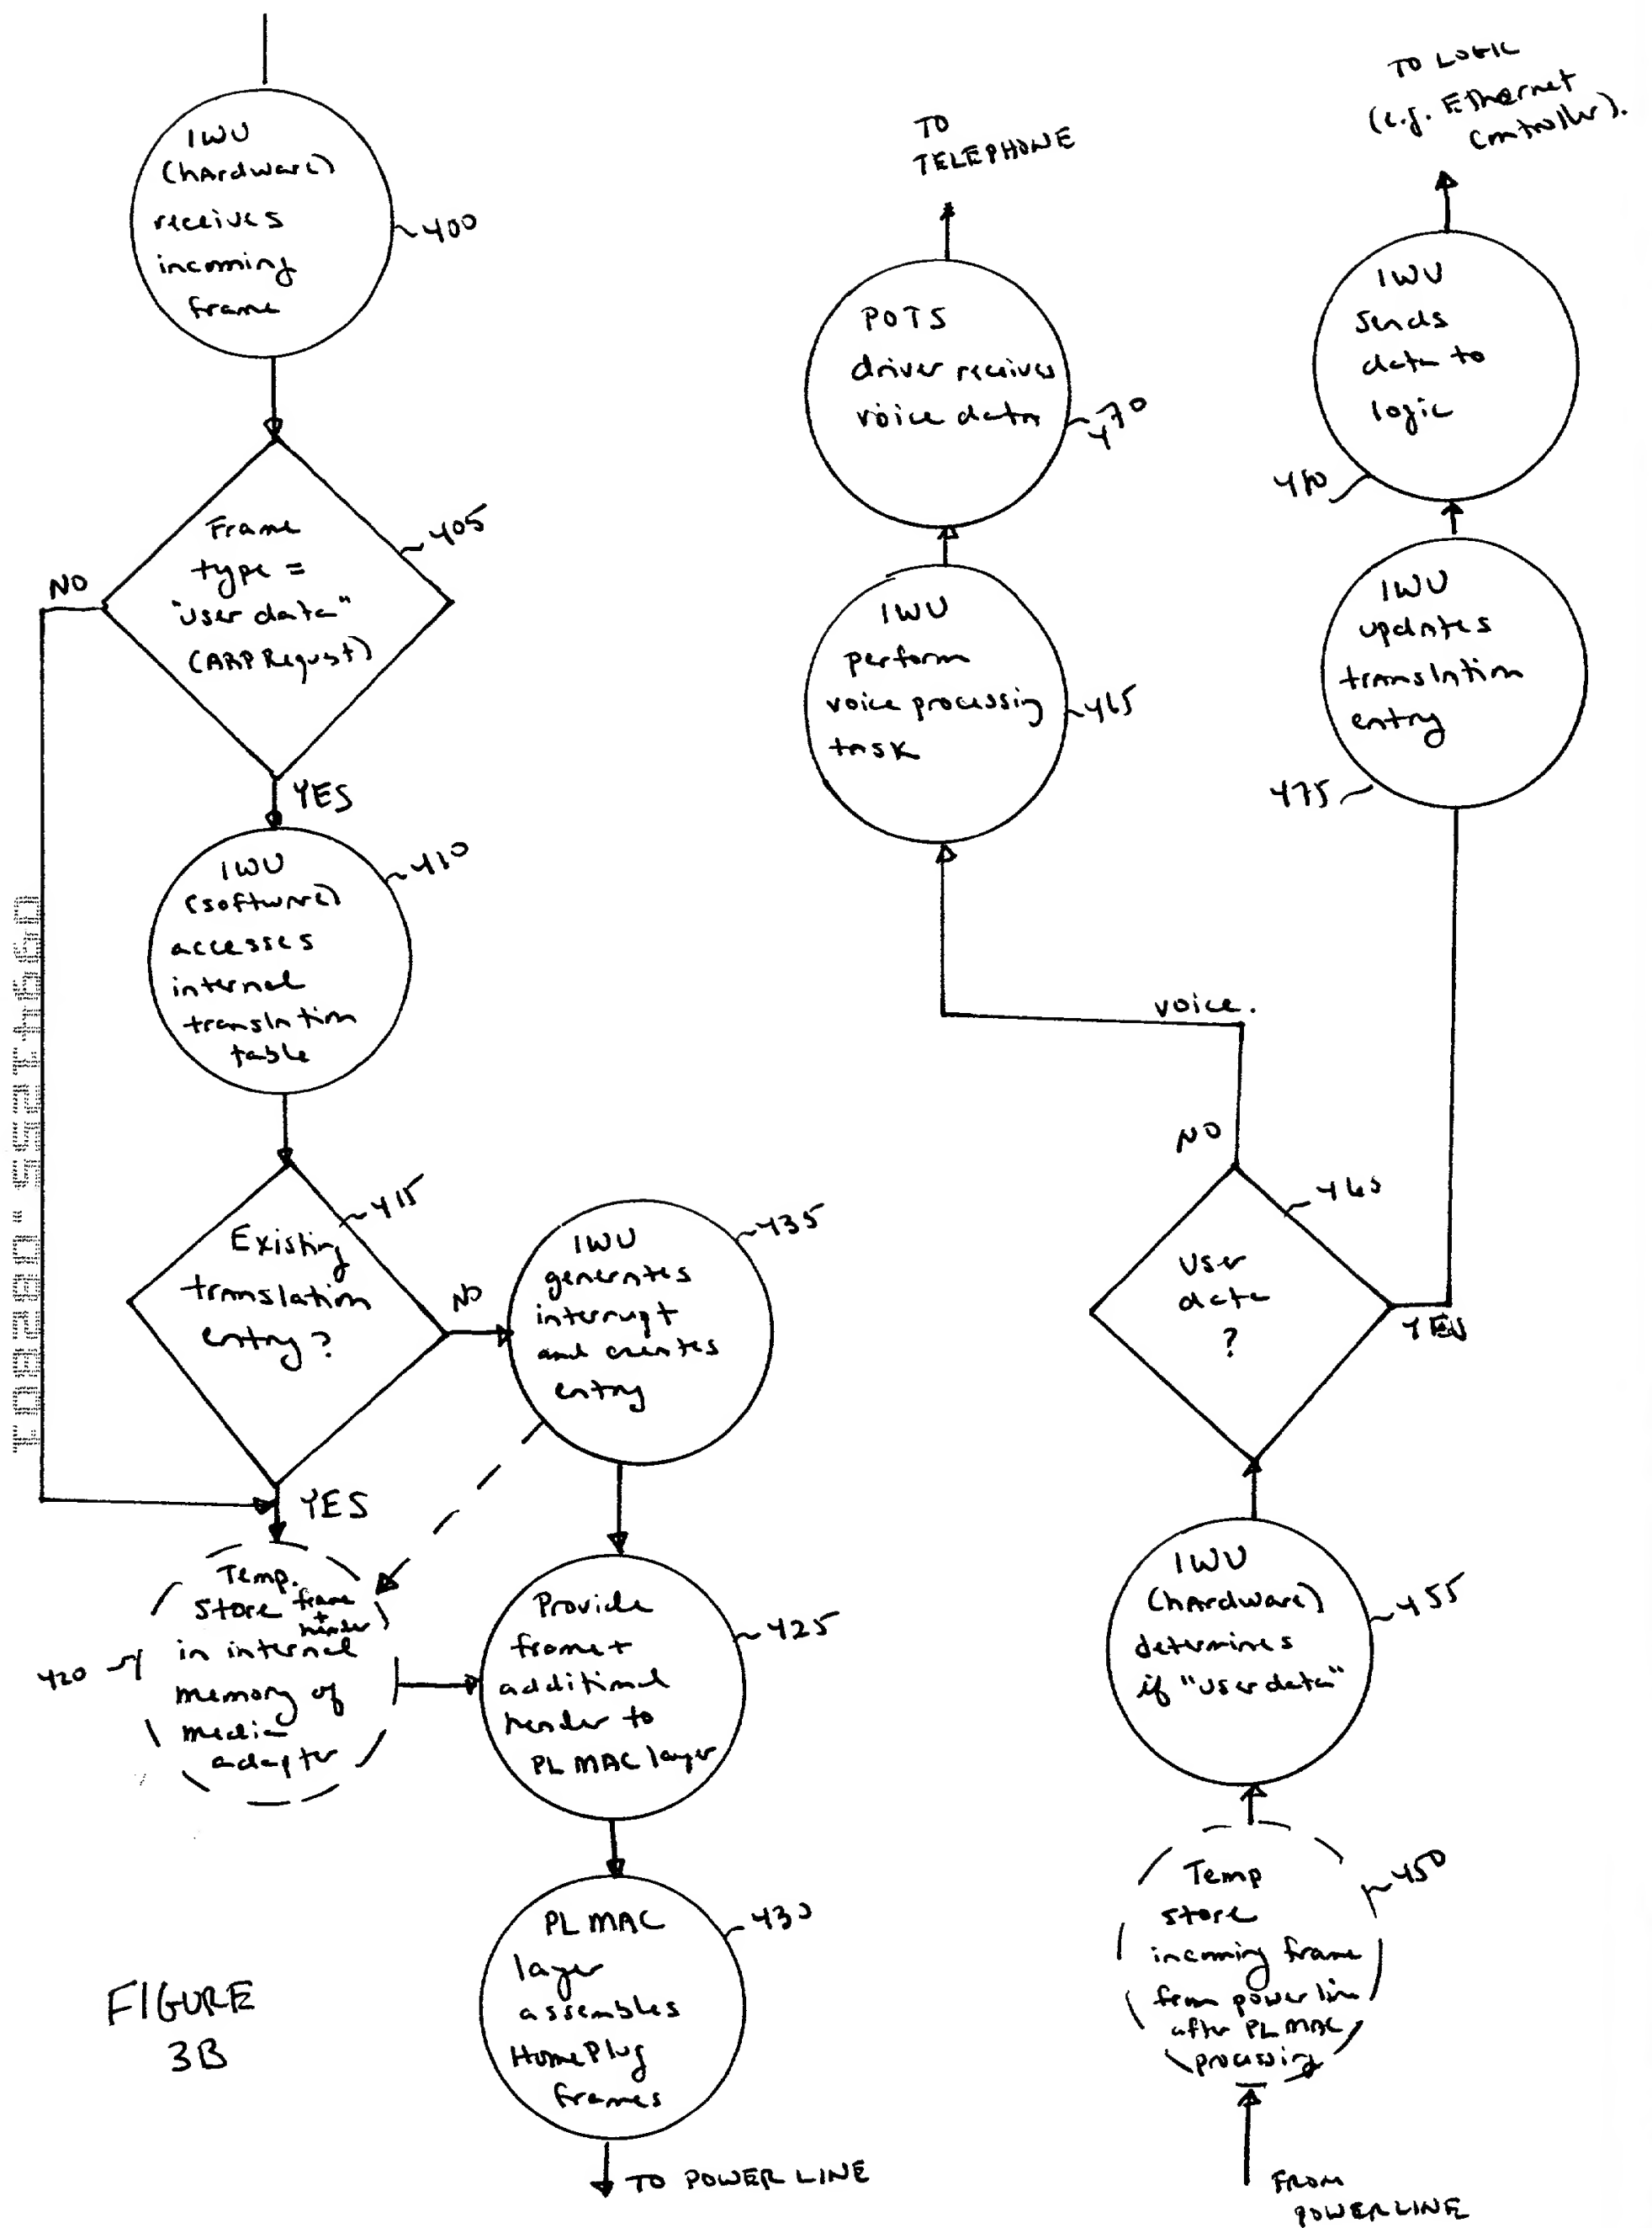 IWU
(hardware)
receives
incoming
frame
400
Frame
type =
"user data"
(ARP Request)
405
NO
YES
IWU
(software)
accesses
internal
translation
table
410
Existing
translation
entry?
415
NO
YES
IWU
generates
interrupt
and creates
entry
435
Temp.
store frame
+
header
in internal
memory of
media
adapter
420
Provide
frame +
additional
header to
PL MAC layer
425
PL MAC
layer
assembles
HomePlug
frames
430
TO POWER LINE
FIGURE
3B
TO
TELEPHONE
POTS
driver receives
voice data
470
IWU
perform
voice processing
task
465
voice.
NO
TO LOGIC
(e.g. Ethernet
Controller).
IWU
sends
data to
logic
IWU
updates
translation
entry
475
User
data
?
460
YES
IWU
(hardware)
determines
if "user data"
455
Temp
store
incoming frame
from power line
after PL MAC
processing
450
FROM
POWERLINE